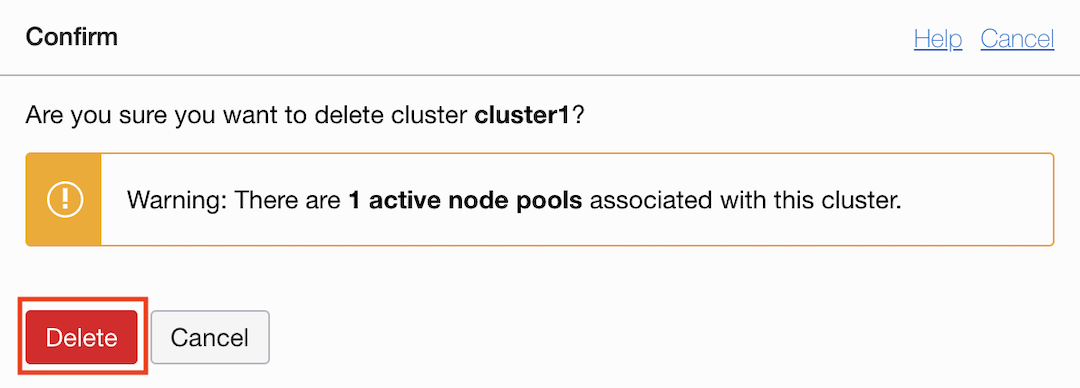 Confirm
Help Cancel
Are you sure you want to delete cluster cluster1?
Warning: There are 1 active node pools associated with this cluster.
Delete Cancel